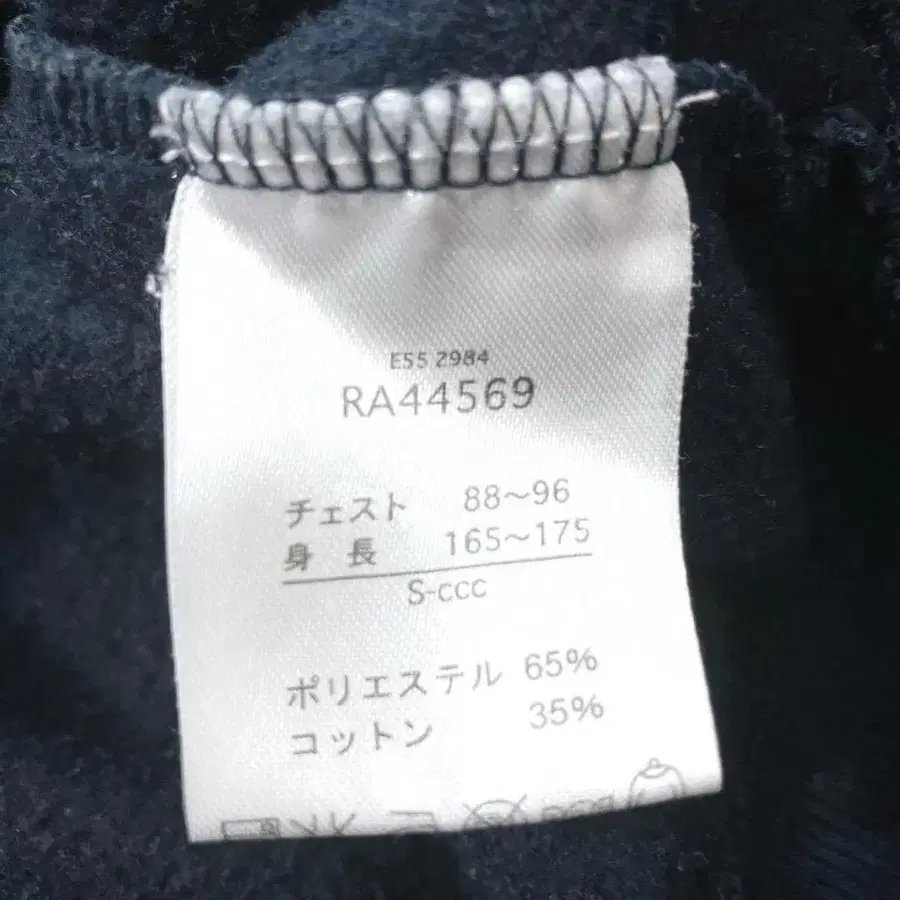 E55 2984
RA44569
チェスト 88～96
身長 165～175
S-ccc
ポリエステル 65%
コットン 35%